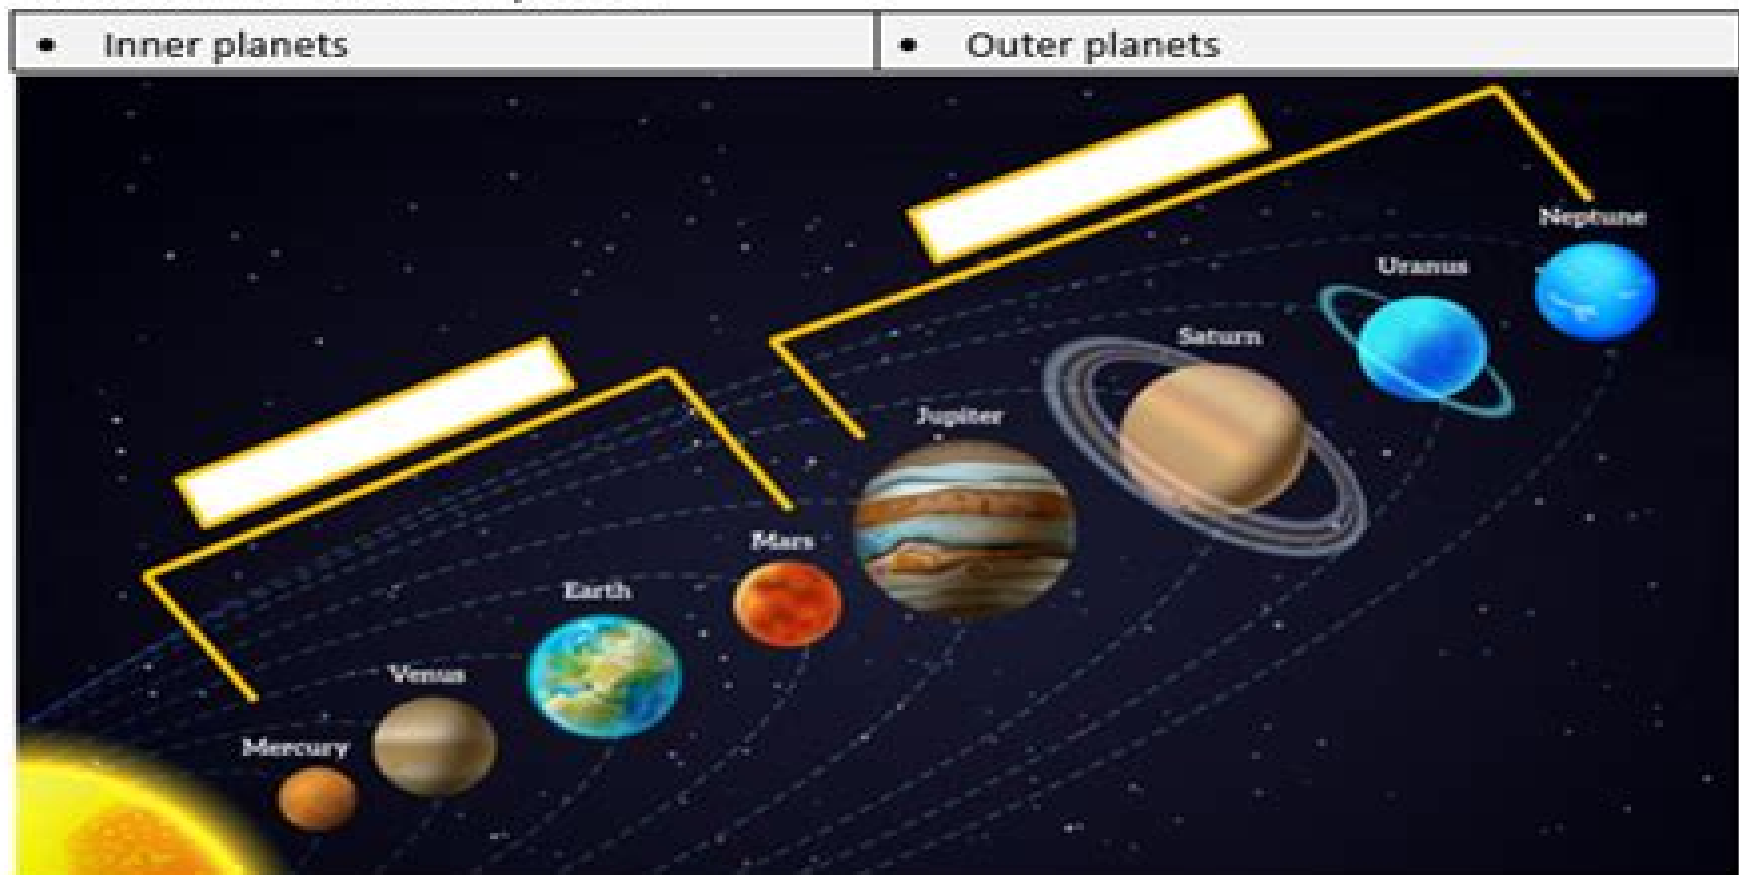 • Inner planets
• Outer planets
Neptune
Uranus
Saturn
Jupiter
Mars
Earth
Venus
Mercury